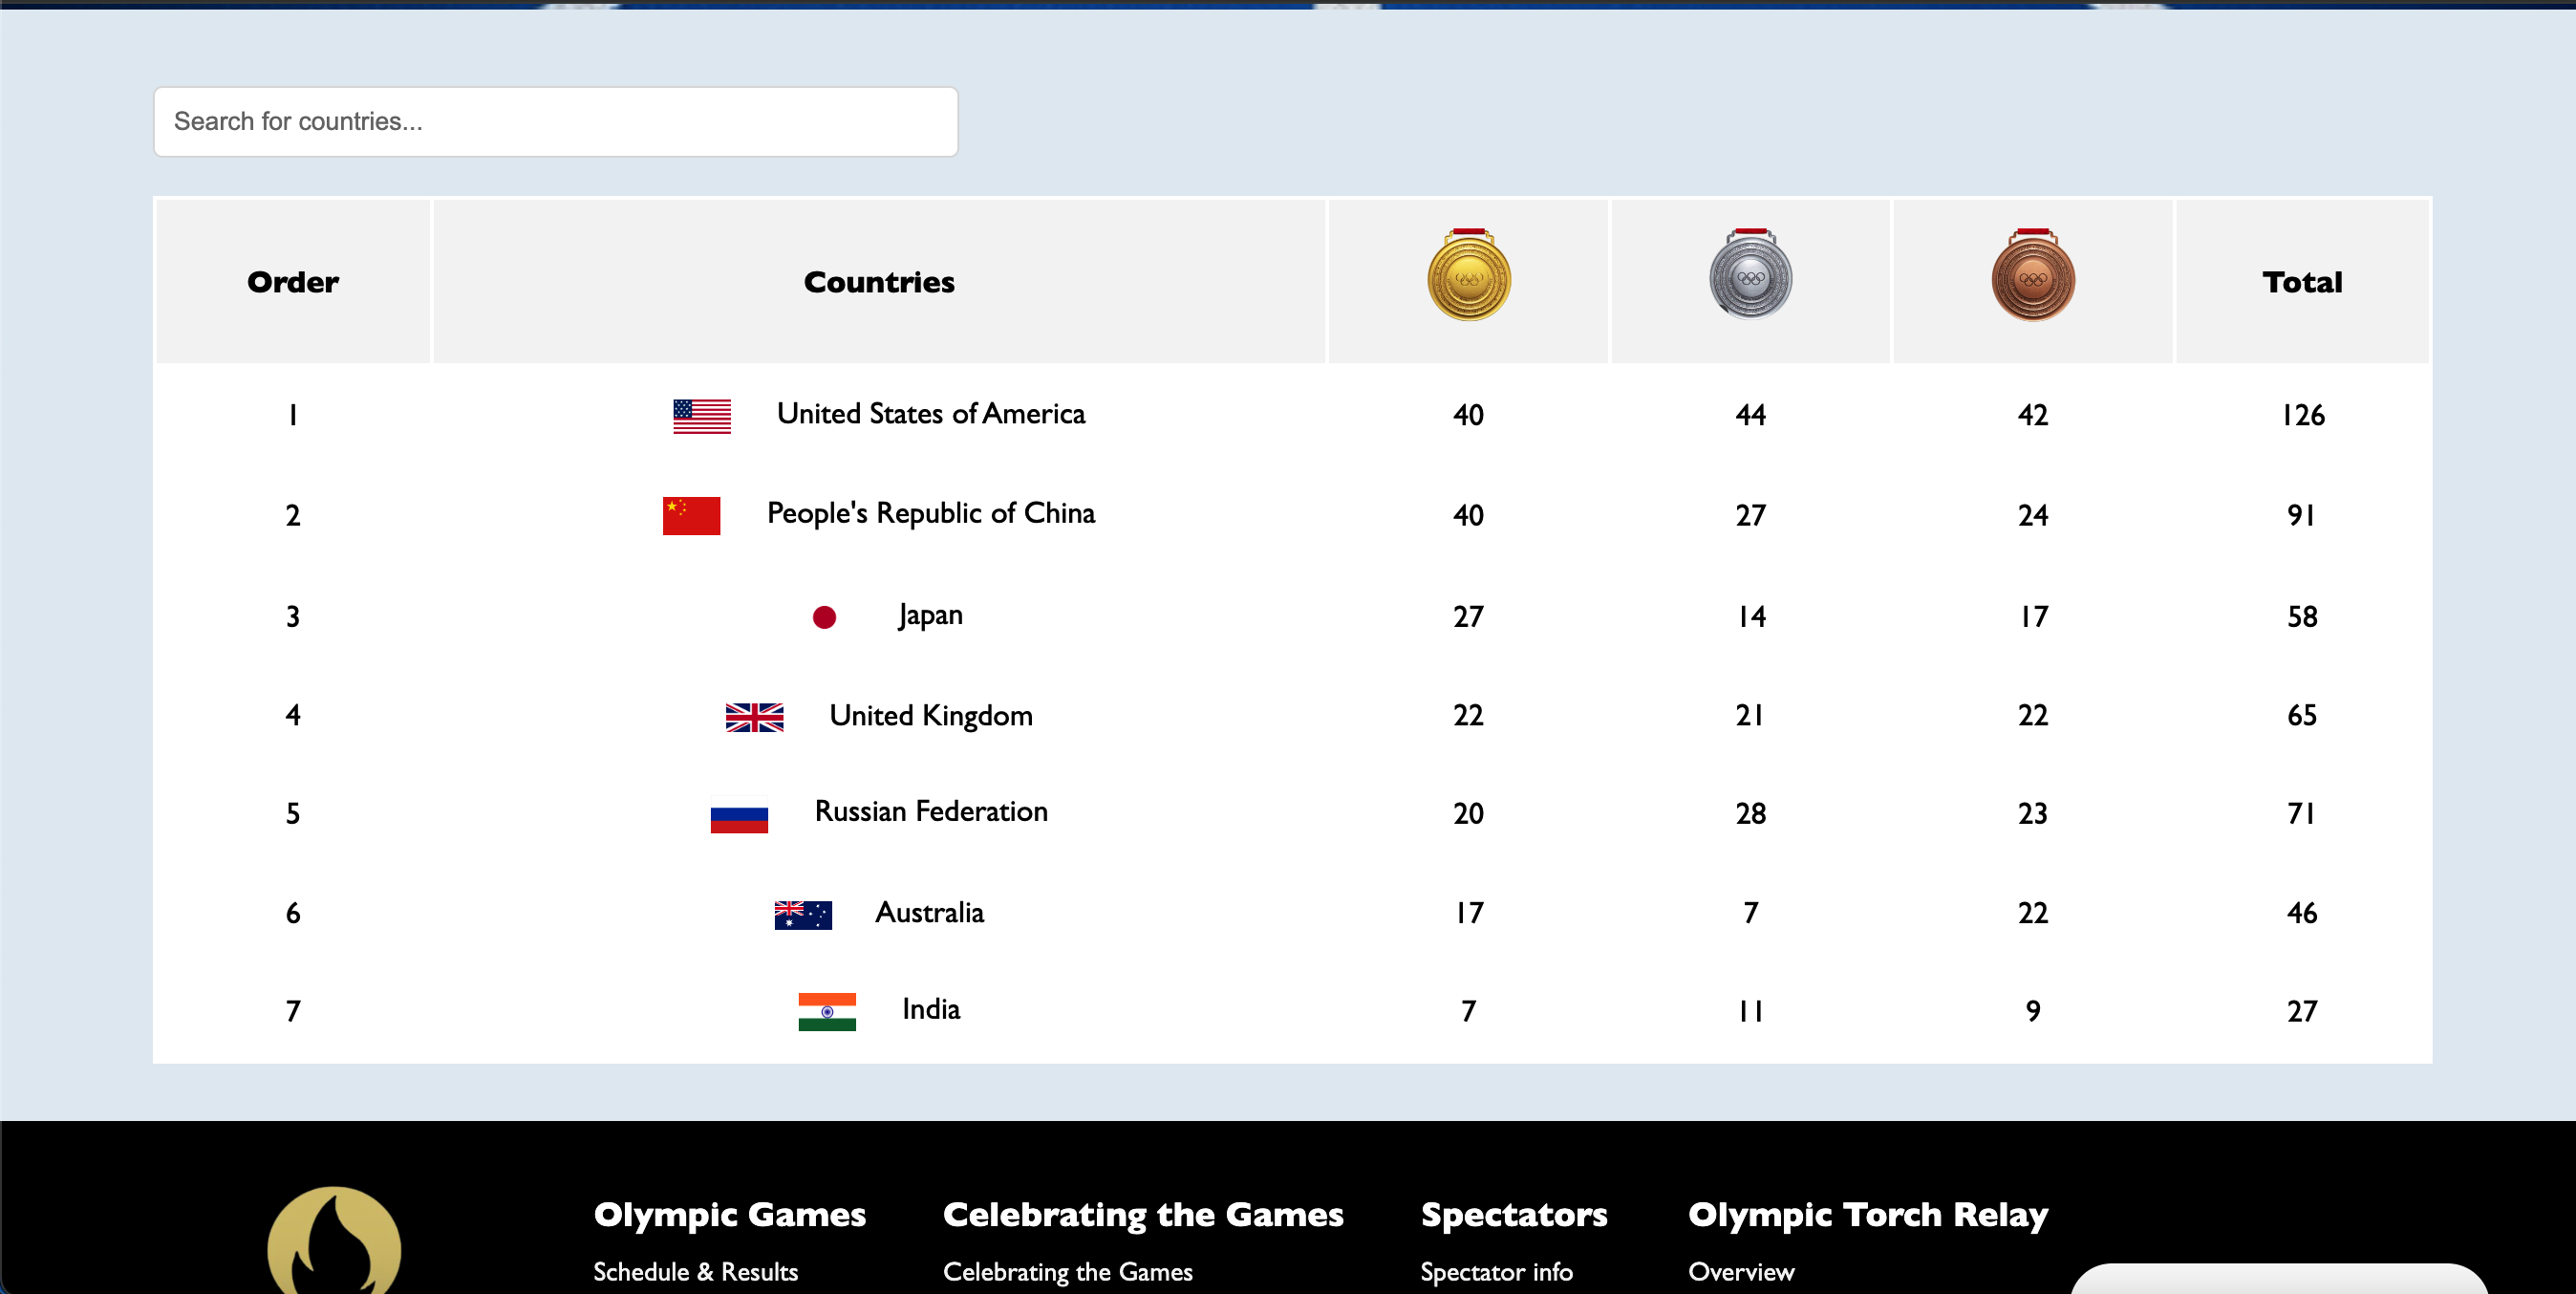 Search for countries...
Order Countries Total
1 United States of America 40 44 42 126
2 People's Republic of China 40 27 24 91
3 Japan 27 14 17 58
4 United Kingdom 22 21 22 65
5 Russian Federation 20 28 23 71
6 Australia 17 7 22 46
7 India 7 11 9 27
Olympic Games Celebrating the Games Spectators Olympic Torch Relay
Schedule & Results Celebrating the Games Spectator info Overview